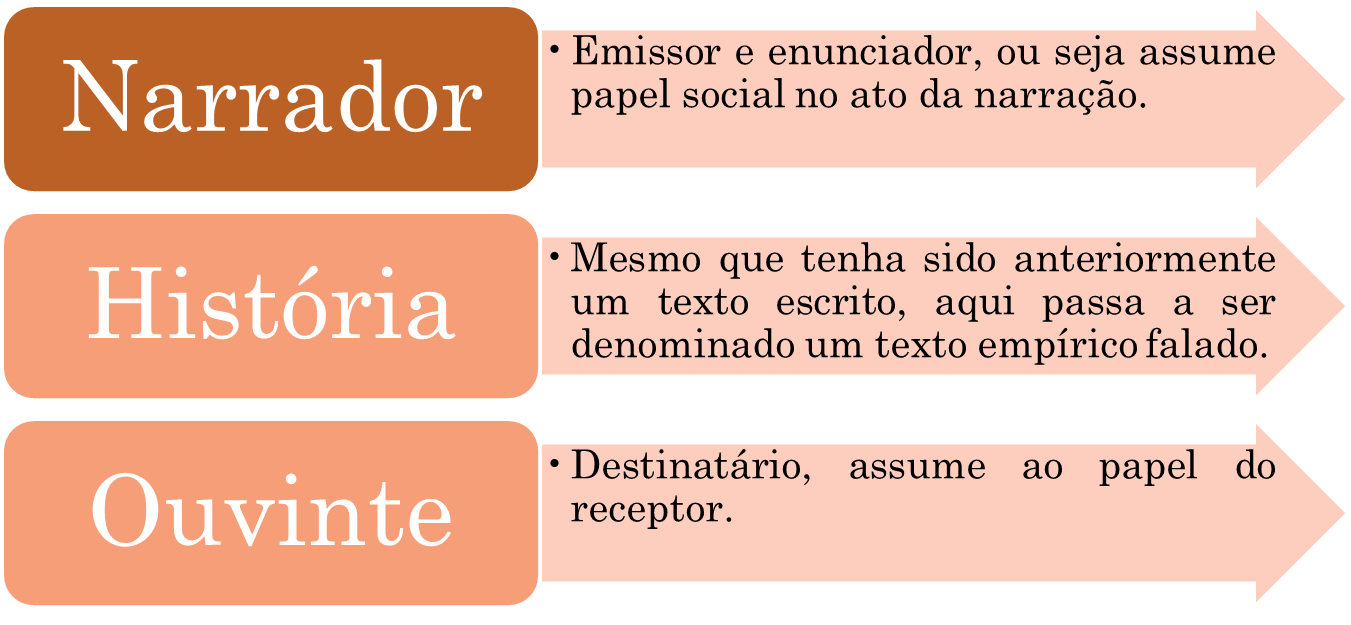 Narrador
• Emissor e enunciador, ou seja assume
papel social no ato da narração.
História
• Mesmo que tenha sido anteriormente
um texto escrito, aqui passa a ser
denominado um texto empírico falado.
Ouvinte
• Destinatário, assume ao papel do
receptor.